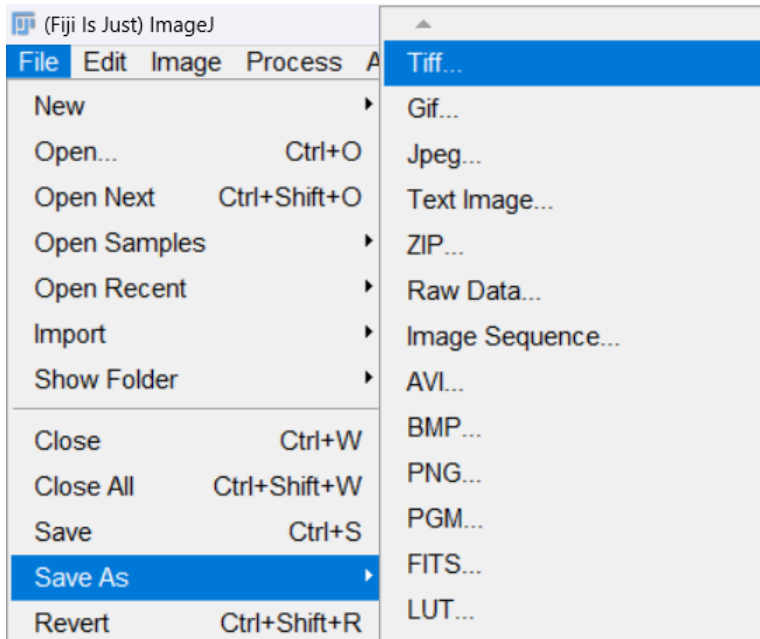 (Fiji Is Just) ImageJ
File Edit Image Process A
New
Open... Ctrl+O
Open Next Ctrl+Shift+O
Open Samples
Open Recent
Import
Show Folder
Close Ctrl+W
Close All Ctrl+Shift+W
Save Ctrl+S
Save As
Revert Ctrl+Shift+R
Tiff...
Gif...
Jpeg...
Text Image...
ZIP...
Raw Data...
Image Sequence...
AVI...
BMP...
PNG...
PGM...
FITS...
LUT...